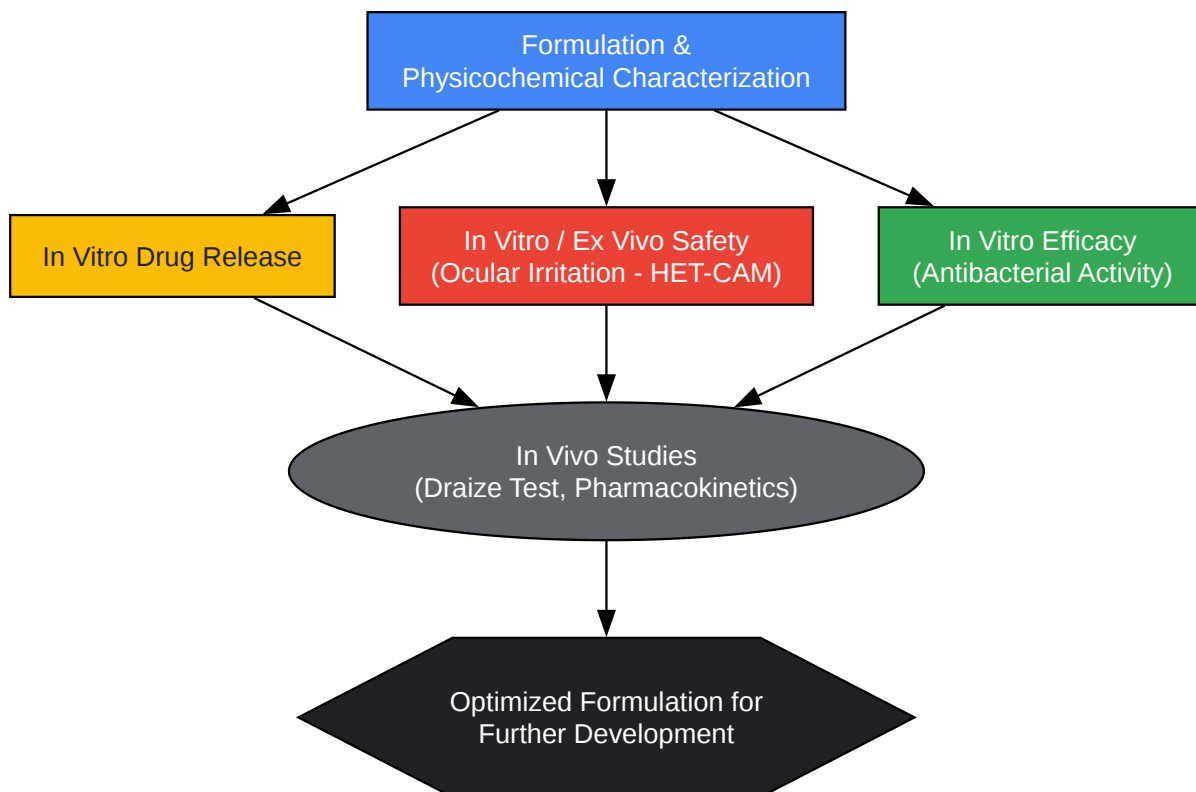 Formulation &
Physicochemical Characterization
In Vitro Drug Release
In Vitro / Ex Vivo Safety
(Ocular Irritation - HET-CAM)
In Vitro Efficacy
(Antibacterial Activity)
In Vivo Studies
(Draize Test, Pharmacokinetics)
Optimized Formulation for
Further Development